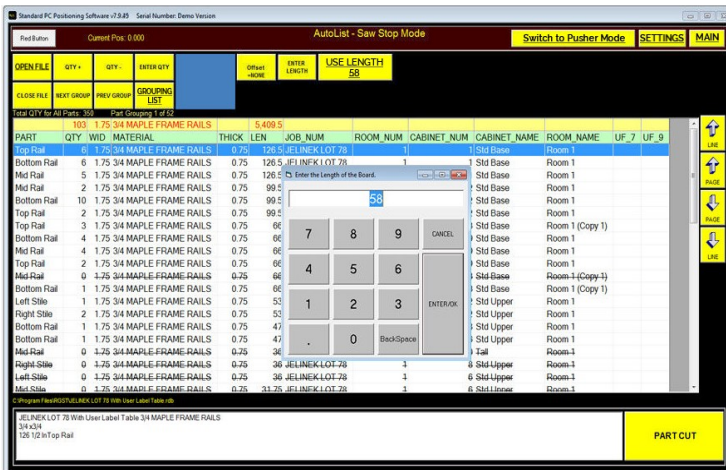 Standard PC Positioning Software v7.9.49 Serial Number: Demo Version
Red Button Current Pos: 0.000 AutoList - Saw Stop Mode Switch to Pusher Mode SETTINGS MAIN
OPEN FILE QTY + QTY - ENTER QTY Offset =NONE ENTER LENGTH USE LENGTH 58
CLOSE FILE NEXT GROUP PREV GROUP GROUPING LIST
Total QTY for All Parts: 350 Part Grouping 1 of 52
103 1.75 3/4 MAPLE FRAME RAILS 5,409.5
PART QTY WID MATERIAL THICK LEN JOB_NUM ROOM_NUM CABINET_NUM CABINET_NAME ROOM_NAME UF_7 UF_9
Top Rail 6 1.75 3/4 MAPLE FRAME RAILS 0.75 126.5 JELINEK LOT 78 1 1 Std Base Room 1
Bottom Rail 6 1.75 3/4 MAPLE FRAME RAILS 0.75 126.5 JELINEK LOT 78 1 1 Std Base Room 1
Mid Rail 5 1.75 3/4 MAPLE FRAME RAILS 0.75 126.5 Std Base Room 1
Mid Rail 2 1.75 3/4 MAPLE FRAME RAILS 0.75 99.5 Std Base Room 1
Bottom Rail 10 1.75 3/4 MAPLE FRAME RAILS 0.75 99.5 Std Base Room 1
Top Rail 2 1.75 3/4 MAPLE FRAME RAILS 0.75 99.5 Std Base Room 1
Top Rail 3 1.75 3/4 MAPLE FRAME RAILS 0.75 66 Std Base Room 1 (Copy 1)
Bottom Rail 4 1.75 3/4 MAPLE FRAME RAILS 0.75 66 Std Base Room 1
Mid Rail 4 1.75 3/4 MAPLE FRAME RAILS 0.75 66 Std Base Room 1
Top Rail 2 1.75 3/4 MAPLE FRAME RAILS 0.75 66 Std Base Room 1
Mid Rail 0 1.75 3/4 MAPLE FRAME RAILS 0.75 66 Std Base Room 1 (Copy 1)
Bottom Rail 1 1.75 3/4 MAPLE FRAME RAILS 0.75 66 Std Base Room 1 (Copy 1)
Left Stile 1 1.75 3/4 MAPLE FRAME RAILS 0.75 53 Std Upper Room 1
Right Stile 2 1.75 3/4 MAPLE FRAME RAILS 0.75 53 Std Upper Room 1
Bottom Rail 1 1.75 3/4 MAPLE FRAME RAILS 0.75 47 Std Upper Room 1
Bottom Rail 1 1.75 3/4 MAPLE FRAME RAILS 0.75 47 Std Upper Room 1
Mid Rail 0 1.75 3/4 MAPLE FRAME RAILS 0.75 36 Tall Room 1
Right Stile 0 1.75 3/4 MAPLE FRAME RAILS 0.75 36 JELINEK LOT 78 1 8 Std Upper Room 1
Left Stile 0 1.75 3/4 MAPLE FRAME RAILS 0.75 36 JELINEK LOT 78 1 6 Std Upper Room 1
Mid Stile 0 1.75 3/4 MAPLE FRAME RAILS 0.75 31.75 JELINEK LOT 78 1 6 Std Upper Room 1
Enter the Length of the Board.
58
7 8 9 CANCEL
4 5 6
1 2 3 ENTER/OK
. 0 BackSpace
LINE
PAGE
PAGE
LINE
C:\Program Files\RGST\JELINEK LOT 78 With User Label Table.rdb
JELINEK LOT 78 With User Label Table 3/4 MAPLE FRAME RAILS
3/4 x3/4
126 1/2 InTop Rail
PART CUT